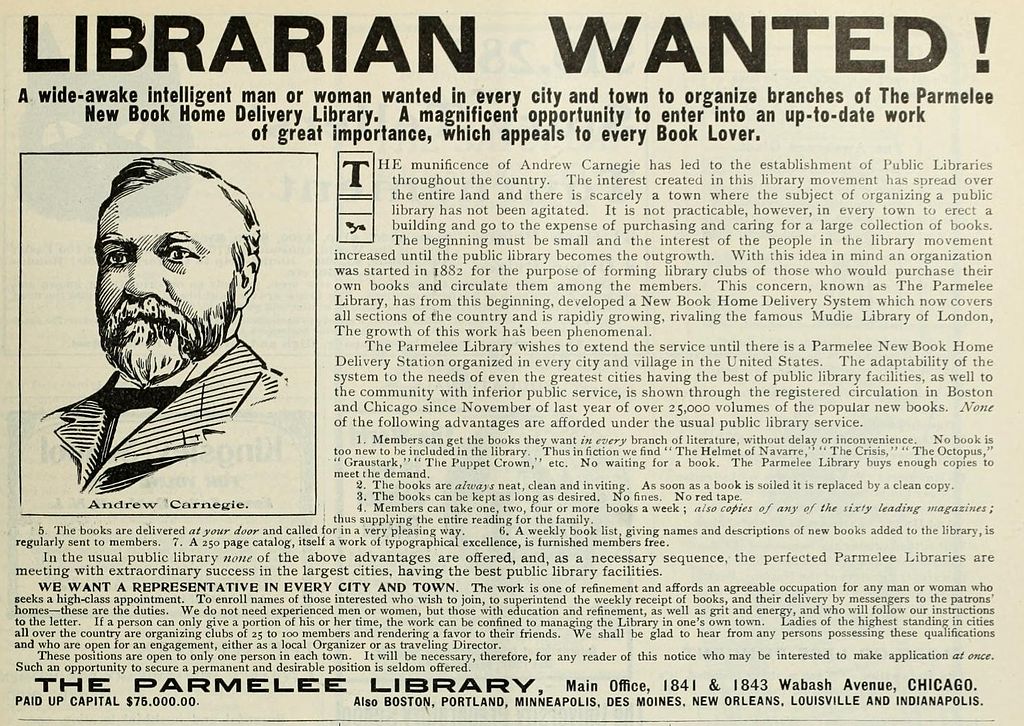 LIBRARIAN WANTED!
A wide-awake intelligent man or woman wanted in every city and town to organize branches of The Parmelee
New Book Home Delivery Library. A magnificent opportunity to enter into an up-to-date work
of great importance, which appeals to every Book Lover.
Andrew Carnegie.
THE munificence of Andrew Carnegie has led to the establishment of Public Libraries
throughout the country. The interest created in this library movement has spread over
the entire land and there is scarcely a town where the subject of organizing a public
library has not been agitated. It is not practicable, however, in every town to erect a
building and go to the expense of purchasing and caring for a large collection of books.
The beginning must be small and the interest of the people in the library movement
increased until the public library becomes the outgrowth. With this idea in mind an organization
was started in 1882 for the purpose of forming library clubs of those who would purchase their
own books and circulate them among the members. This concern, known as The Parmelee
Library, has from this beginning, developed a New Book Home Delivery System which now covers
all sections of the country and is rapidly growing, rivaling the famous Mudie Library of London,
The growth of this work has been phenomenal.
The Parmelee Library wishes to extend the service until there is a Parmelee New Book Home
Delivery Station organized in every city and village in the United States. The adaptability of the
system to the needs of even the greatest cities having the best of public library facilities, as well to
the community with inferior public service, is shown through the registered circulation in Boston
and Chicago since November of last year of over 25,000 volumes of the popular new books. None
of the following advantages are afforded under the usual public library service.
1. Members can get the books they want in every branch of literature, without delay or inconvenience. No book is
too new to be included in the library. Thus in fiction we find "The Helmet of Navarre," "The Crisis," "The Octopus,"
"Graustark," "The Puppet Crown," etc. No waiting for a book. The Parmelee Library buys enough copies to
meet the demand.
2. The books are always neat, clean and inviting. As soon as a book is soiled it is replaced by a clean copy.
3. The books can be kept as long as desired. No fines. No red tape.
4. Members can take one, two, four or more books a week; also copies of any of the sixty leading magazines;
thus supplying the entire reading for the family.
5. The books are delivered at your door and called for in a very pleasing way. 6. A weekly book list, giving names and descriptions of new books added to the library, is
regularly sent to members. 7. A 250 page catalog, itself a work of typographical excellence, is furnished members free.
In the usual public library none of the above advantages are offered, and, as a necessary sequence, the perfected Parmelee Libraries are
meeting with extraordinary success in the largest cities, having the best public library facilities.
WE WANT A REPRESENTATIVE IN EVERY CITY AND TOWN. The work is one of refinement and affords an agreeable occupation for any man or woman who
seeks a high-class appointment. To enroll names of those interested who wish to join, to superintend the weekly receipt of books, and their delivery by messengers to the patrons'
homes—these are the duties. We do not need experienced men or women, but those with education and refinement, as well as grit and energy, and who will follow our instructions
to the letter. If a person can only give a portion of his or her time, the work can be confined to managing the Library in one's own town. Ladies of the highest standing in cities
all over the country are organizing clubs of 25 to 100 members and rendering a favor to their friends. We shall be glad to hear from any persons possessing these qualifications
and who are open for an engagement, either as a local Organizer or as traveling Director.
These positions are open to only one person in each town. It will be necessary, therefore, for any reader of this notice who may be interested to make application at once.
Such an opportunity to secure a permanent and desirable position is seldom offered.
THE PARMELEE LIBRARY, Main Office, 1841 & 1843 Wabash Avenue, CHICAGO.
PAID UP CAPITAL $75,000.00. Also BOSTON, PORTLAND, MINNEAPOLIS, DES MOINES, NEW ORLEANS, LOUISVILLE AND INDIANAPOLIS.